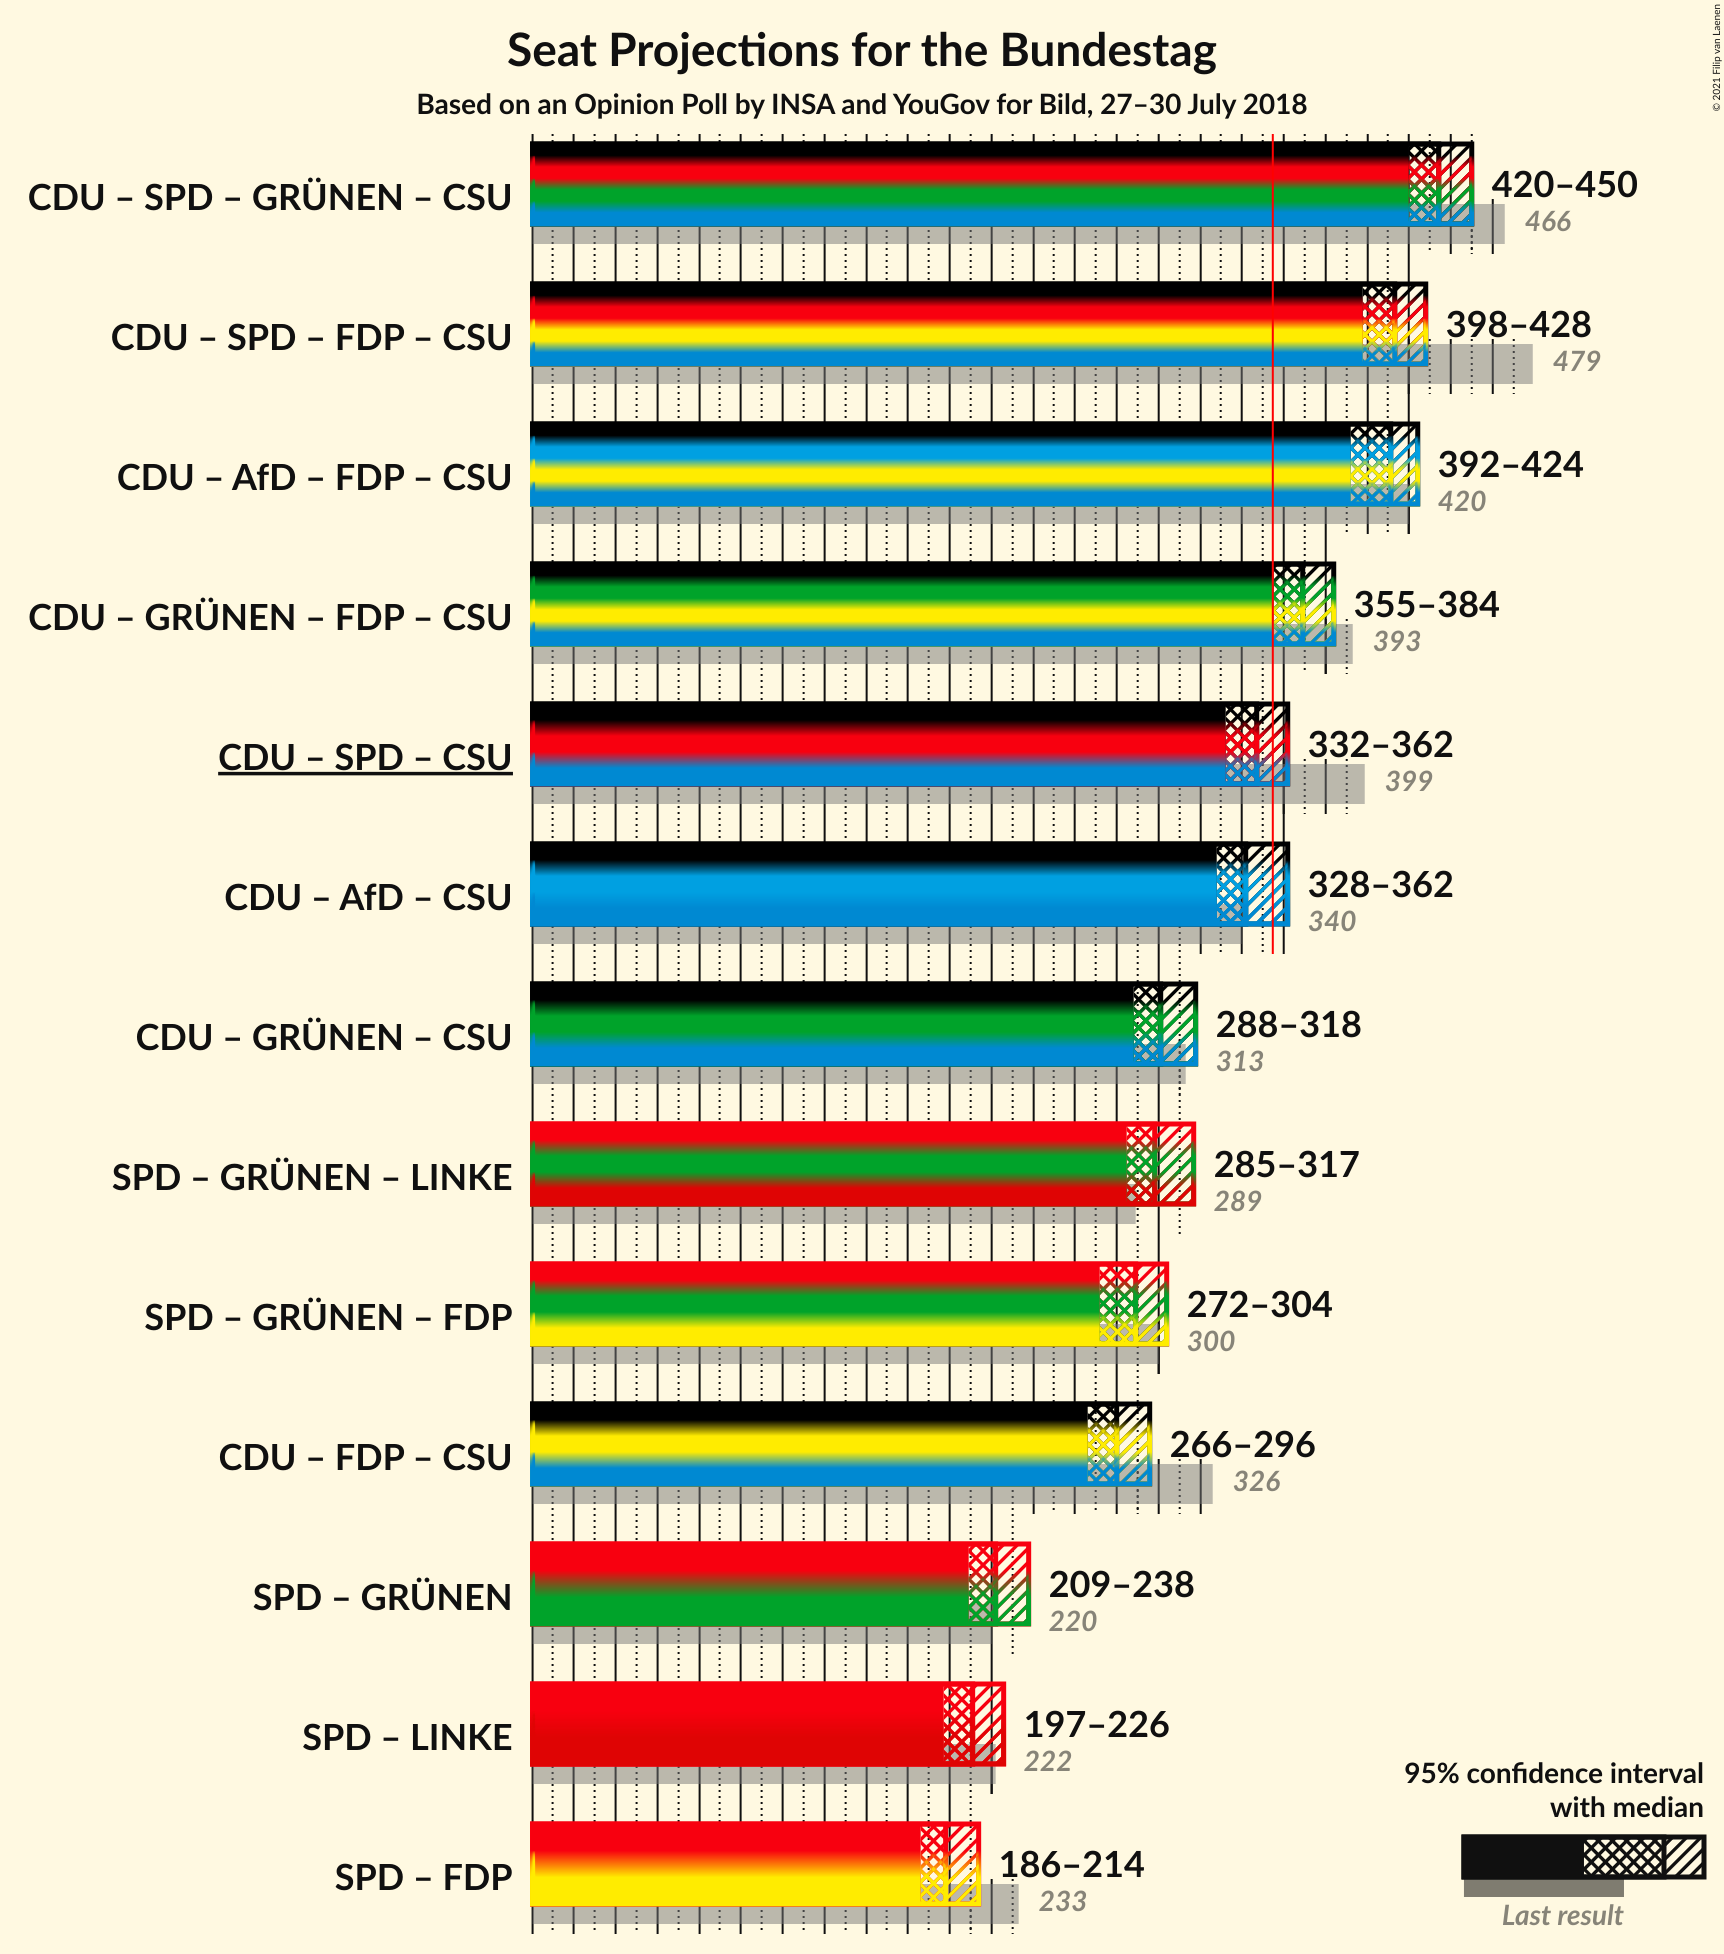 Seat Projections for the Bundestag
Based on an Opinion Poll by INSA and YouGov for Bild, 27–30 July 2018
© 2021 Filip van Laenen
CDU – SPD – GRÜNEN – CSU
420–450
466
CDU – SPD – FDP – CSU
398–428
479
CDU – AfD – FDP – CSU
392–424
420
CDU – GRÜNEN – FDP – CSU
355–384
393
CDU – SPD – CSU
332–362
399
CDU – AfD – CSU
328–362
340
CDU – GRÜNEN – CSU
288–318
313
SPD – GRÜNEN – LINKE
285–317
289
SPD – GRÜNEN – FDP
272–304
300
CDU – FDP – CSU
266–296
326
SPD – GRÜNEN
209–238
220
SPD – LINKE
197–226
222
SPD – FDP
186–214
233
95% confidence interval
with median
Last result